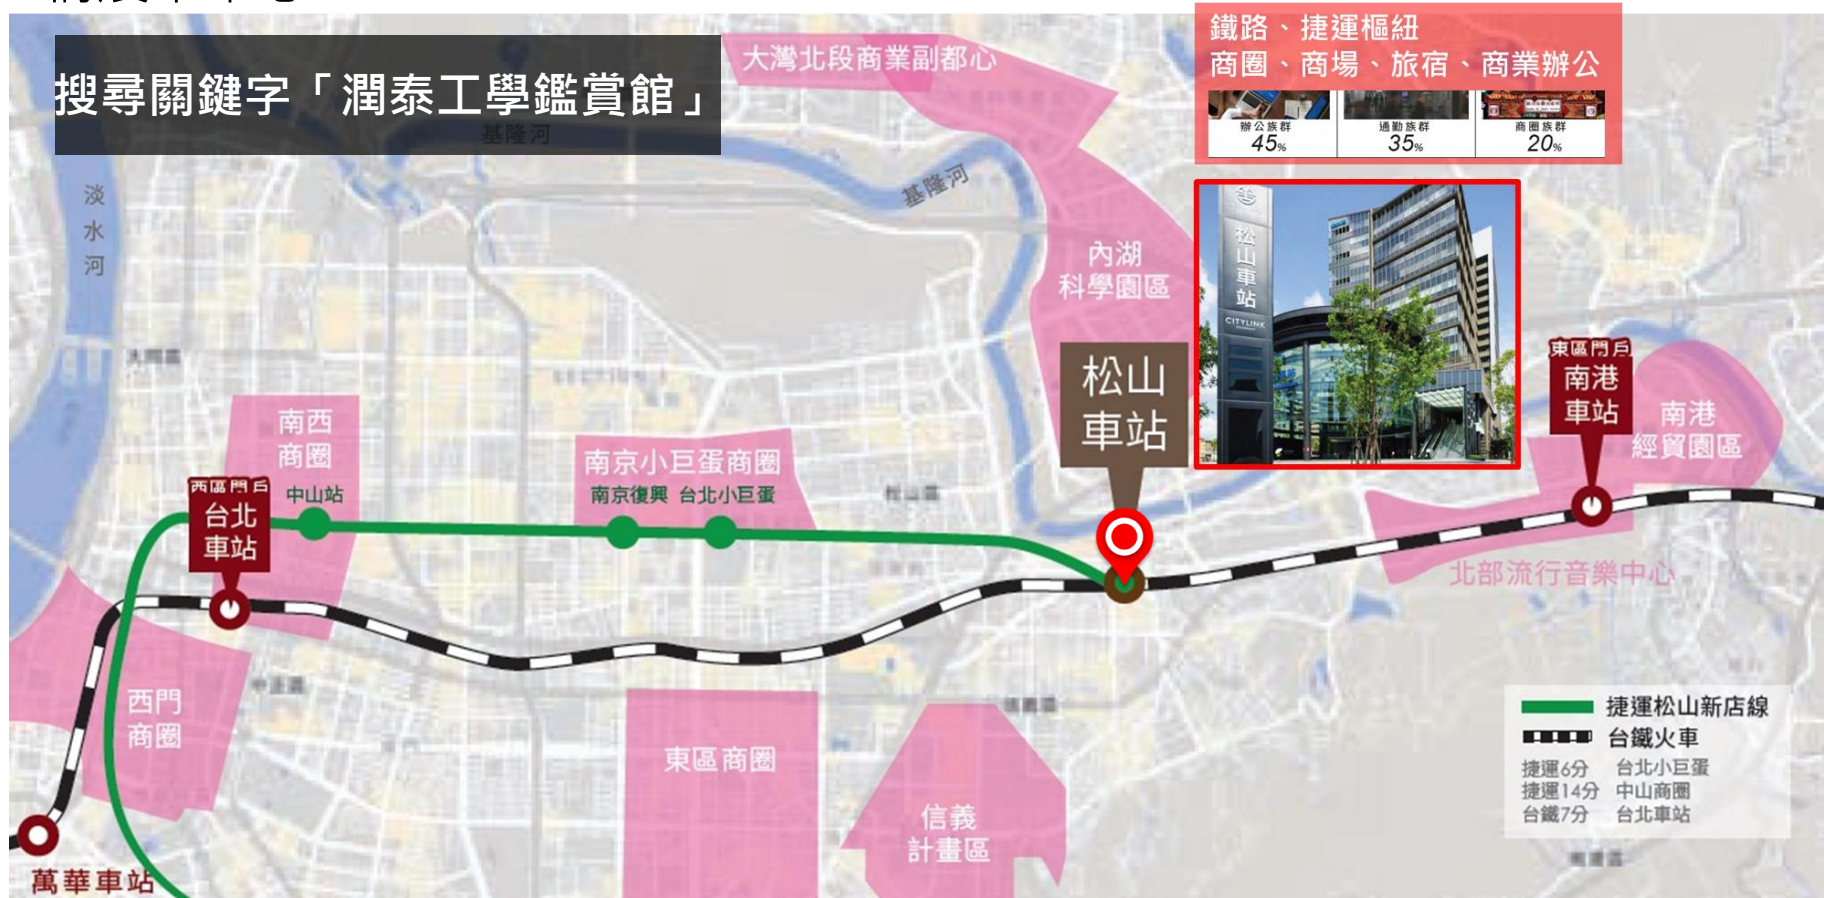 搜尋關鍵字「潤泰工學鑑賞館」
鐵路、捷運樞紐
商圈、商場、旅宿、商業辦公
辦公族群
45%
通勤族群
35%
商圈族群
20%
大灣北段商業副都心
基隆河
基隆河
淡水河
內湖
科學園區
松山車站
CITYLINK
松山
車站
東區門戶
南港
車站
南港
經貿園區
南西
商圈
中山站
西區門戶
台北
車站
南京小巨蛋商圈
南京復興 台北小巨蛋
松山區
北部流行音樂中心
西門
商圈
中正區
東區商圈
信義
計畫區
萬華車站
捷運松山新店線
台鐵火車
捷運6分 台北小巨蛋
捷運14分 中山商圈
台鐵7分 台北車站